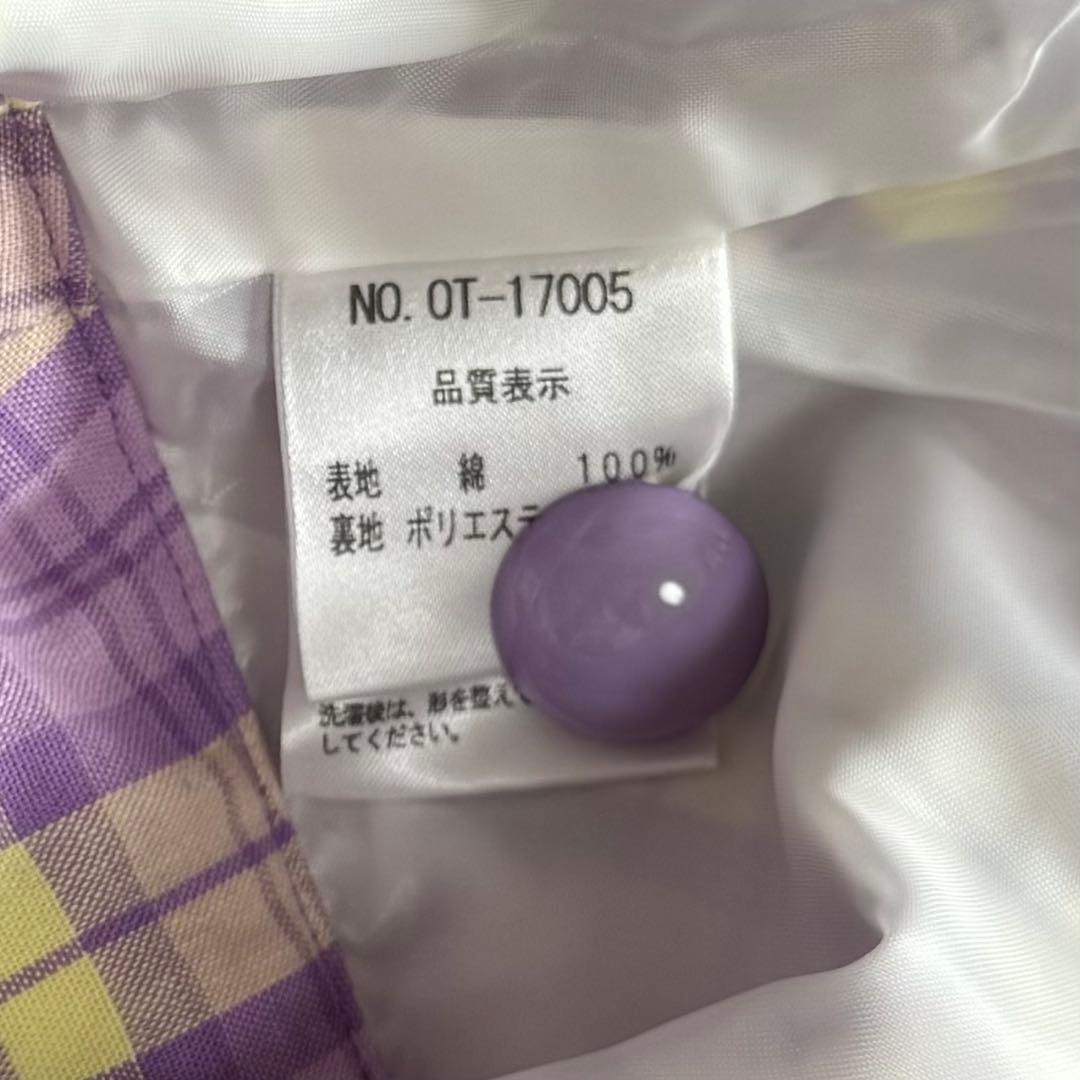 NO. OT-17005
品質表示
表地 綿 100%
裏地 ポリエステ
洗濯後は、形を整えて
してください。